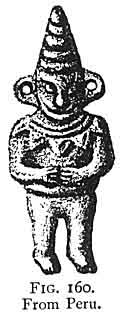 FIG. 160.
From Peru.